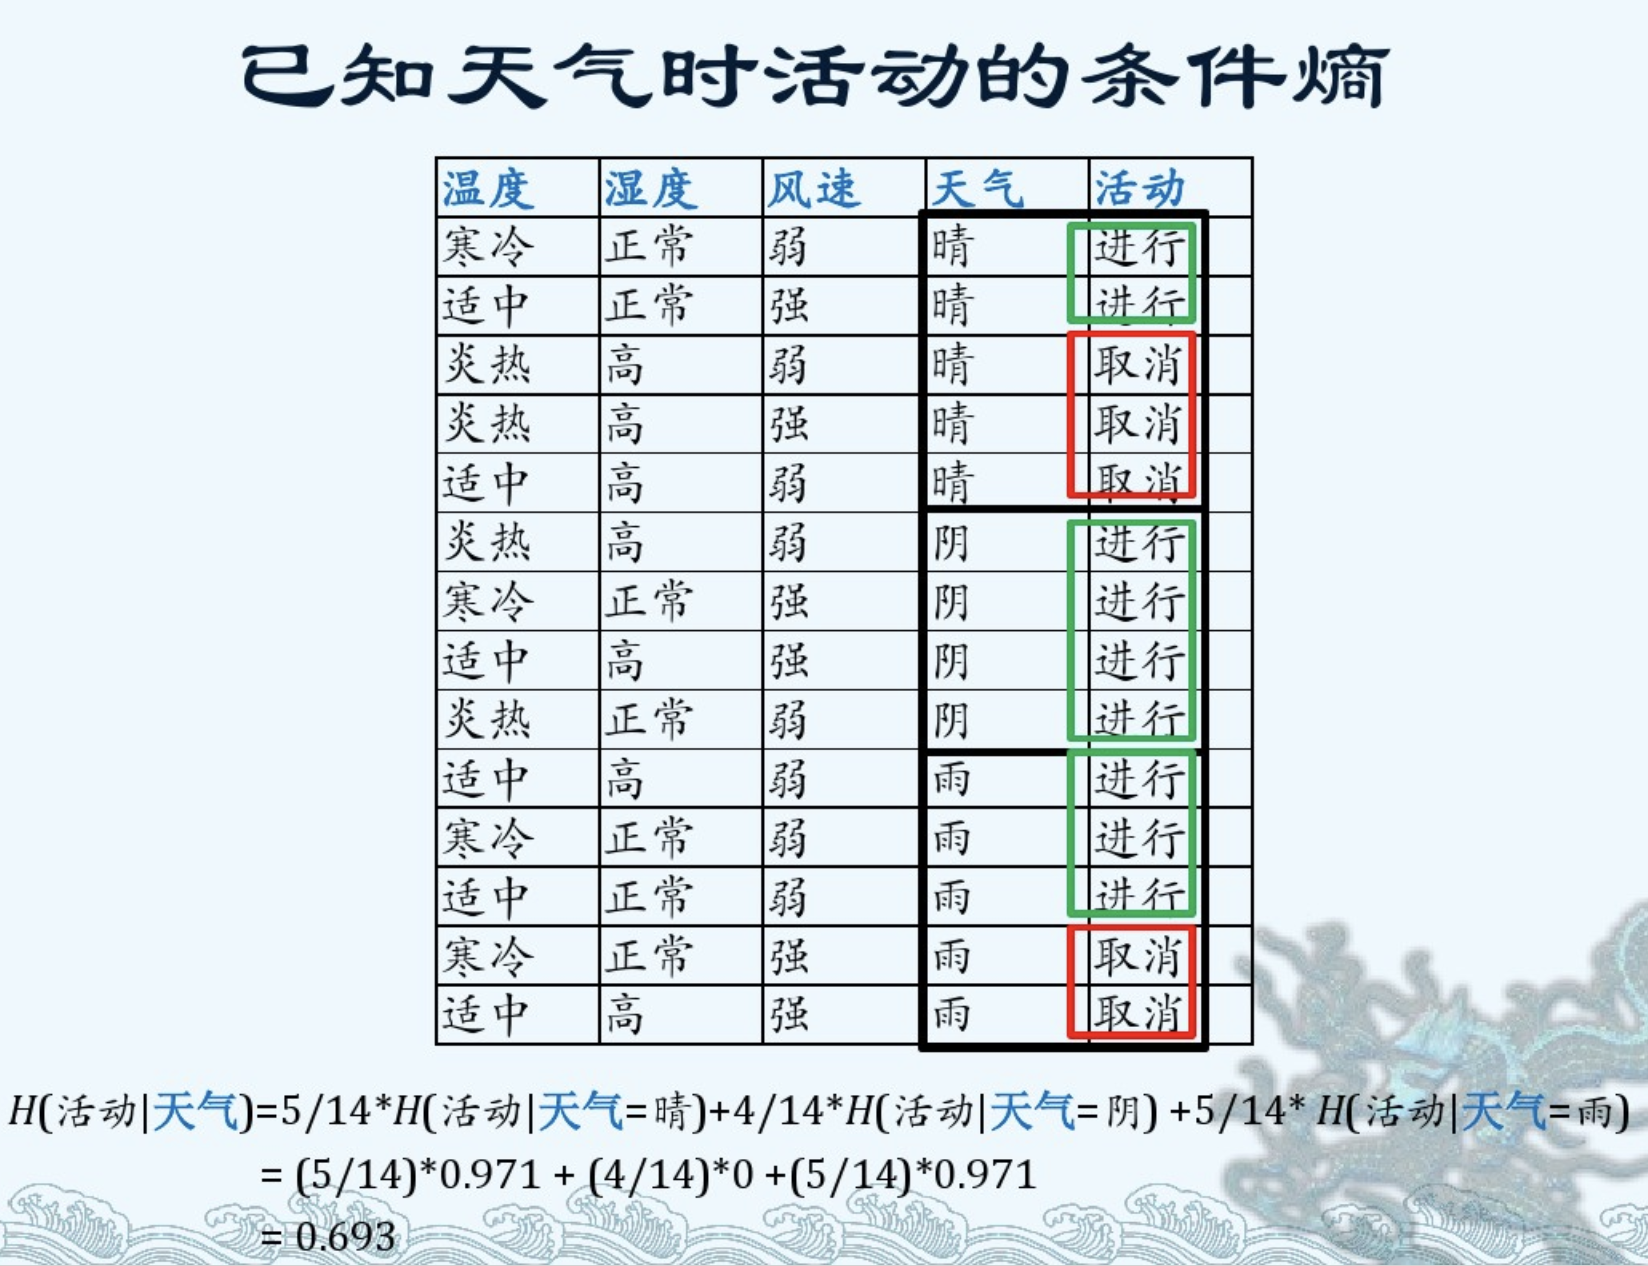 已知天气时活动的条件熵
温度 湿度 风速 天气 活动
寒冷 正常 弱 晴 进行
适中 正常 强 晴 进行
炎热 高 弱 晴 取消
炎热 高 强 晴 取消
适中 高 弱 晴 取消
炎热 高 弱 阴 进行
寒冷 正常 强 阴 进行
适中 高 强 阴 进行
炎热 正常 弱 阴 进行
适中 高 弱 雨 进行
寒冷 正常 弱 雨 进行
适中 正常 弱 雨 进行
寒冷 正常 强 雨 取消
适中 高 强 雨 取消
H(活动|天气)=5/14*H(活动|天气=晴)+4/14*H(活动|天气=阴) +5/14* H(活动|天气=雨)
= (5/14)*0.971 + (4/14)*0 +(5/14)*0.971
= 0.693